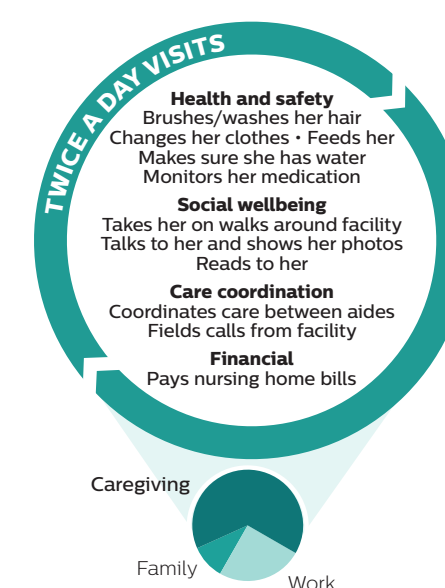 TWICE A DAY VISITS
Health and safety
Brushes/washes her hair
Changes her clothes • Feeds her
Makes sure she has water
Monitors her medication
Social wellbeing
Takes her on walks around facility
Talks to her and shows her photos
Reads to her
Care coordination
Coordinates care between aides
Fields calls from facility
Financial
Pays nursing home bills
Caregiving
Family
Work